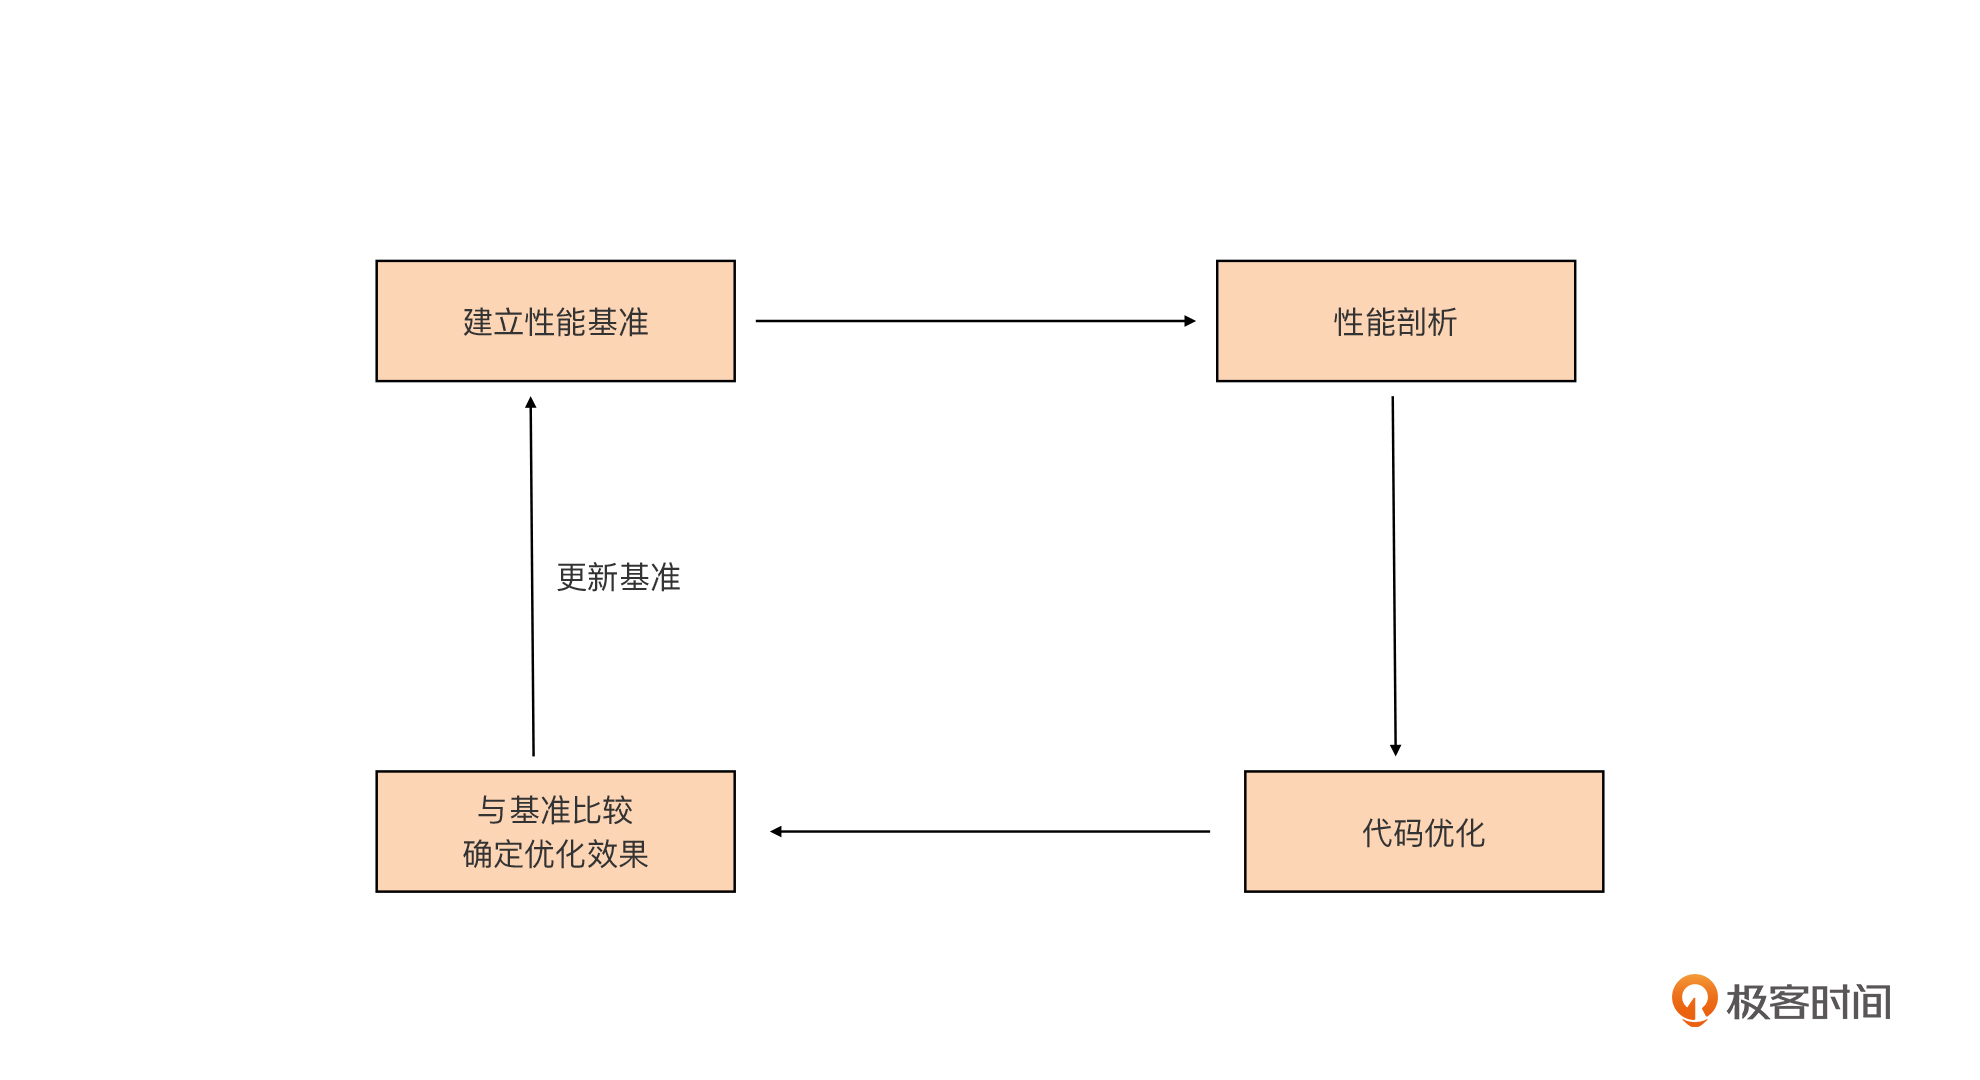 建立性能基准
性能剖析
更新基准
与基准比较
确定优化效果
代码优化
极客时间